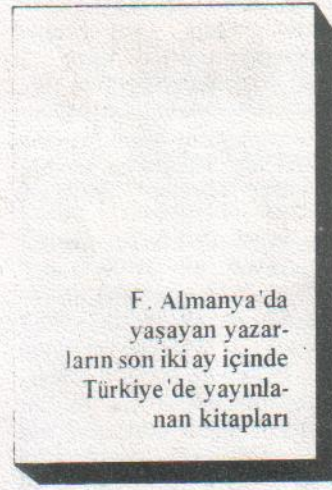 F. Almanya'da
yaşayan yazar-
ların son iki ay içinde
Türkiye'de yayınla-
nan kitapları